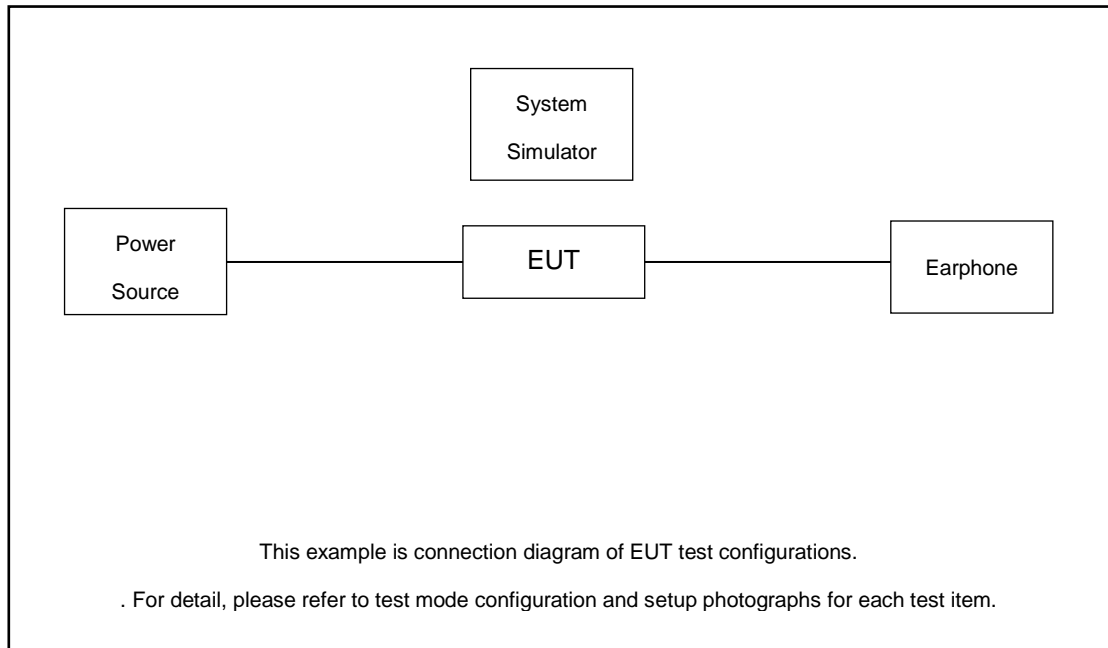 System
Simulator
Power
Source
EUT
Earphone
This example is connection diagram of EUT test configurations.
. For detail, please refer to test mode configuration and setup photographs for each test item.